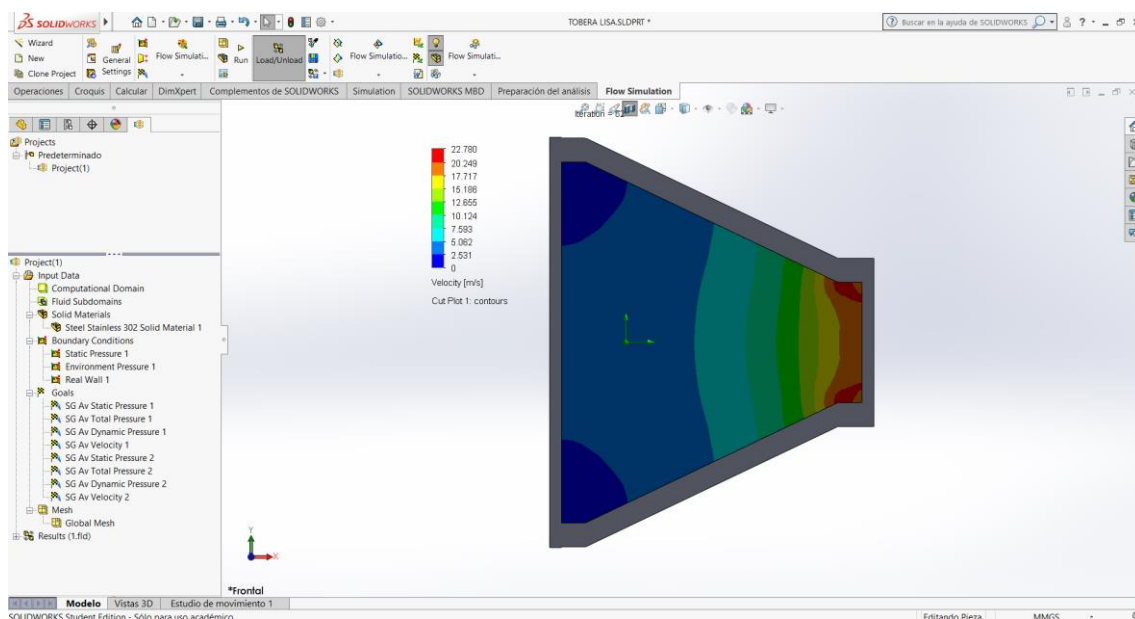 DS SOLIDWORKS
TOBERA LISA.SLDPRT *
Buscar en la ayuda de SOLIDWORKS
Wizard
New
Clone Project
General Settings
Flow Simulati...
Run
Load/Unload
Flow Simulatio...
Flow Simulati...
Operaciones Croquis Calcular DimXpert Complementos de SOLIDWORKS Simulation SOLIDWORKS MBD Preparación del análisis Flow Simulation
Projects
Predeterminado
Project(1)
Project(1)
Input Data
Computational Domain
Fluid Subdomains
Solid Materials
Steel Stainless 302 Solid Material 1
Boundary Conditions
Static Pressure 1
Environment Pressure 1
Real Wall 1
Goals
SG Av Static Pressure 1
SG Av Total Pressure 1
SG Av Dynamic Pressure 1
SG Av Velocity 1
SG Av Static Pressure 2
SG Av Total Pressure 2
SG Av Dynamic Pressure 2
SG Av Velocity 2
Mesh
Global Mesh
Results (1.fld)
Iteration = 82
22.780
20.249
17.717
15.186
12.655
10.124
7.593
5.062
2.531
0
Velocity [m/s]
Cut Plot 1: contours
Y
X
*Frontal
Modelo Vistas 3D Estudio de movimiento 1
SOLIDWORKS Student Edition - Sólo para uso académico
Editando Pieza MMGS